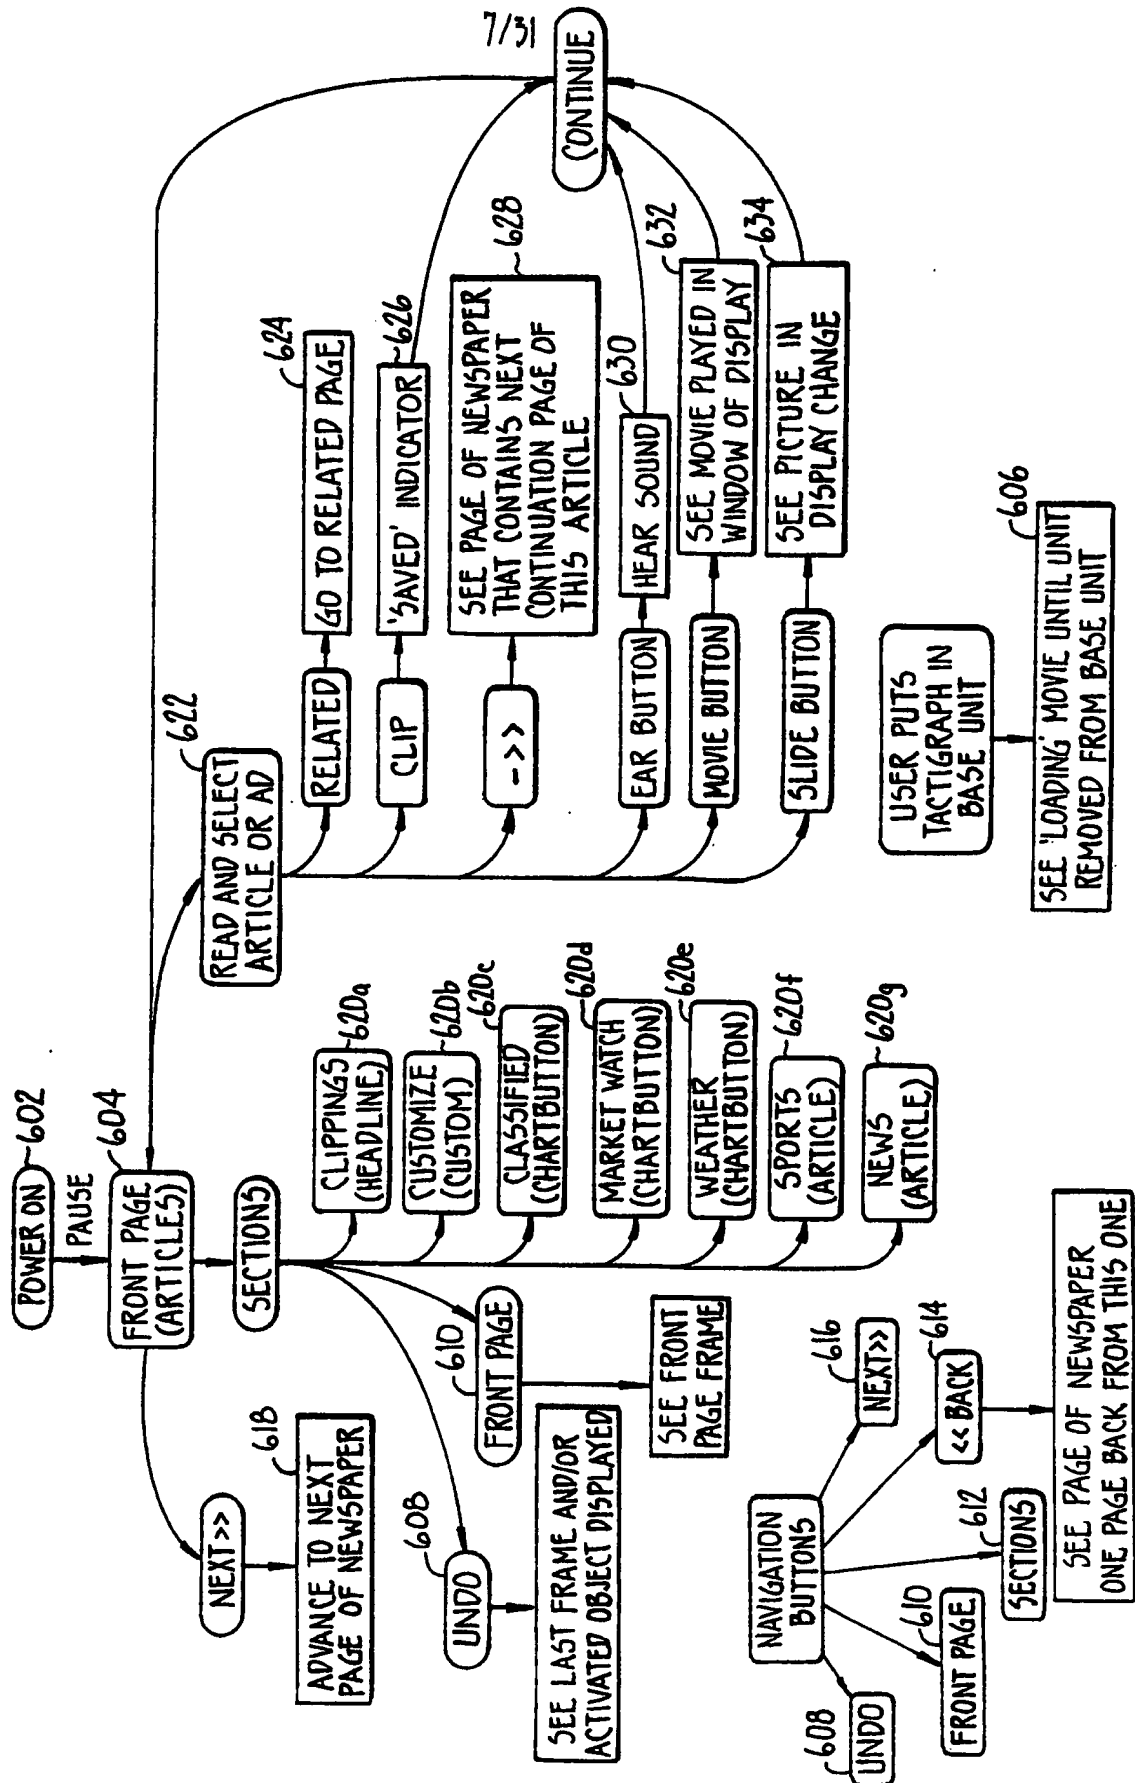 7/31
POWER ON
602
PAUSE
604
FRONT PAGE
(ARTICLES)
NEXT>>
618
ADVANCE TO NEXT
PAGE OF NEWSPAPER
SECTIONS
608
UNDO
SEE LAST FRAME AND/OR
ACTIVATED OBJECT DISPLAYED
610
FRONT PAGE
SEE FRONT
PAGE FRAME
CLIPPINGS
(HEADLINE)
620a
CUSTOMIZE
(CUSTOM)
620b
CLASSIFIED
(CHARTBUTTON)
620c
MARKET WATCH
(CHARTBUTTON)
620d
WEATHER
(CHARTBUTTON)
620e
SPORTS
(ARTICLE)
620f
NEWS
(ARTICLE)
620g
622
READ AND SELECT
ARTICLE OR AD
RELATED
GO TO RELATED PAGE
624
CLIP
'SAVED' INDICATOR
626
->>
SEE PAGE OF NEWSPAPER
THAT CONTAINS NEXT
CONTINUATION PAGE OF
THIS ARTICLE
628
EAR BUTTON
HEAR SOUND
630
MOVIE BUTTON
SEE MOVIE PLAYED IN
WINDOW OF DISPLAY
632
SLIDE BUTTON
SEE PICTURE IN
DISPLAY CHANGE
634
CONTINUE
NAVIGATION
BUTTONS
608
UNDO
610
FRONT PAGE
612
SECTIONS
614
<< BACK
616
NEXT>>
SEE PAGE OF NEWSPAPER
ONE PAGE BACK FROM THIS ONE
USER PUTS
TACTIGRAPH IN
BASE UNIT
606
SEE 'LOADING' MOVIE UNTIL UNIT
REMOVED FROM BASE UNIT